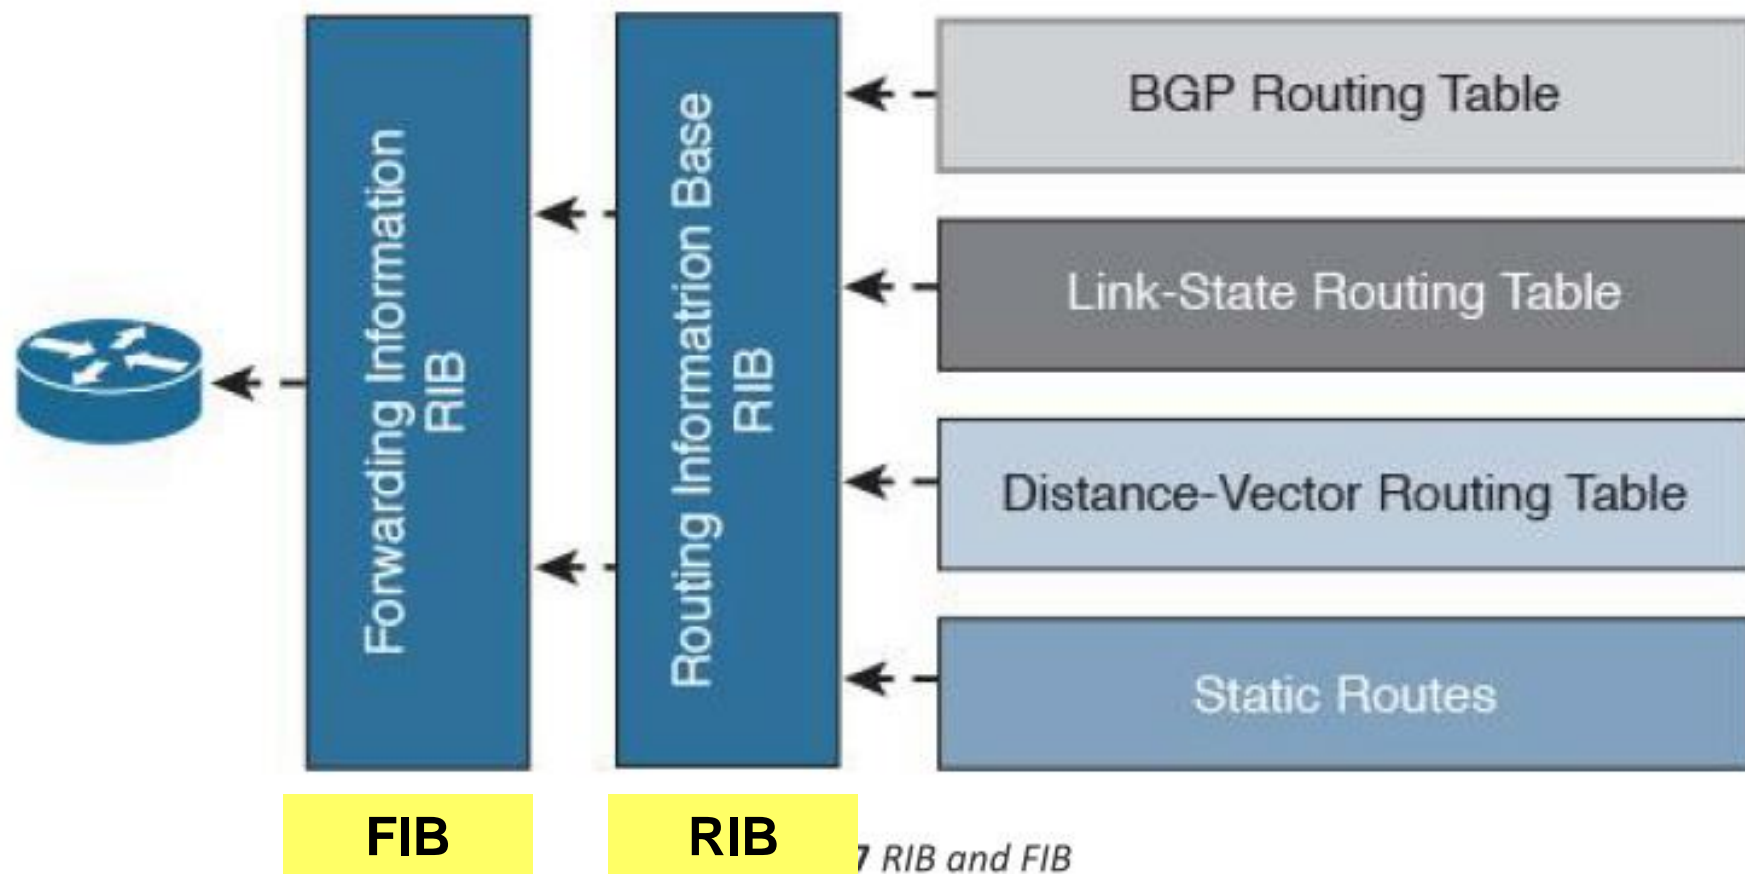 Forwarding Information
RIB
Routing Informatrion Base
RIB
BGP Routing Table
Link-State Routing Table
Distance-Vector Routing Table
Static Routes
FIB
RIB
7 RIB and FIB